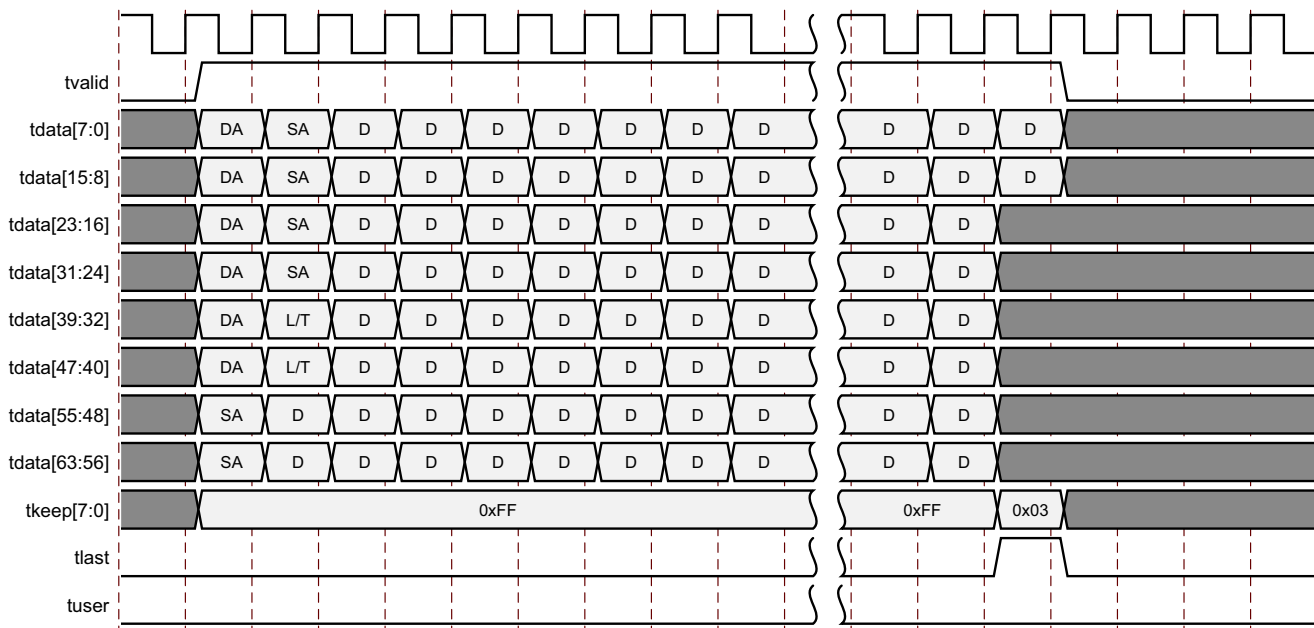 tvalid
tdata[7:0] DA SA D D D D D D D D D D
tdata[15:8] DA SA D D D D D D D D D D
tdata[23:16] DA SA D D D D D D D D D
tdata[31:24] DA SA D D D D D D D D D
tdata[39:32] DA L/T D D D D D D D D D
tdata[47:40] DA L/T D D D D D D D D D
tdata[55:48] SA D D D D D D D D D D
tdata[63:56] SA D D D D D D D D D D
tkeep[7:0] 0xFF 0xFF 0x03
tlast
tuser